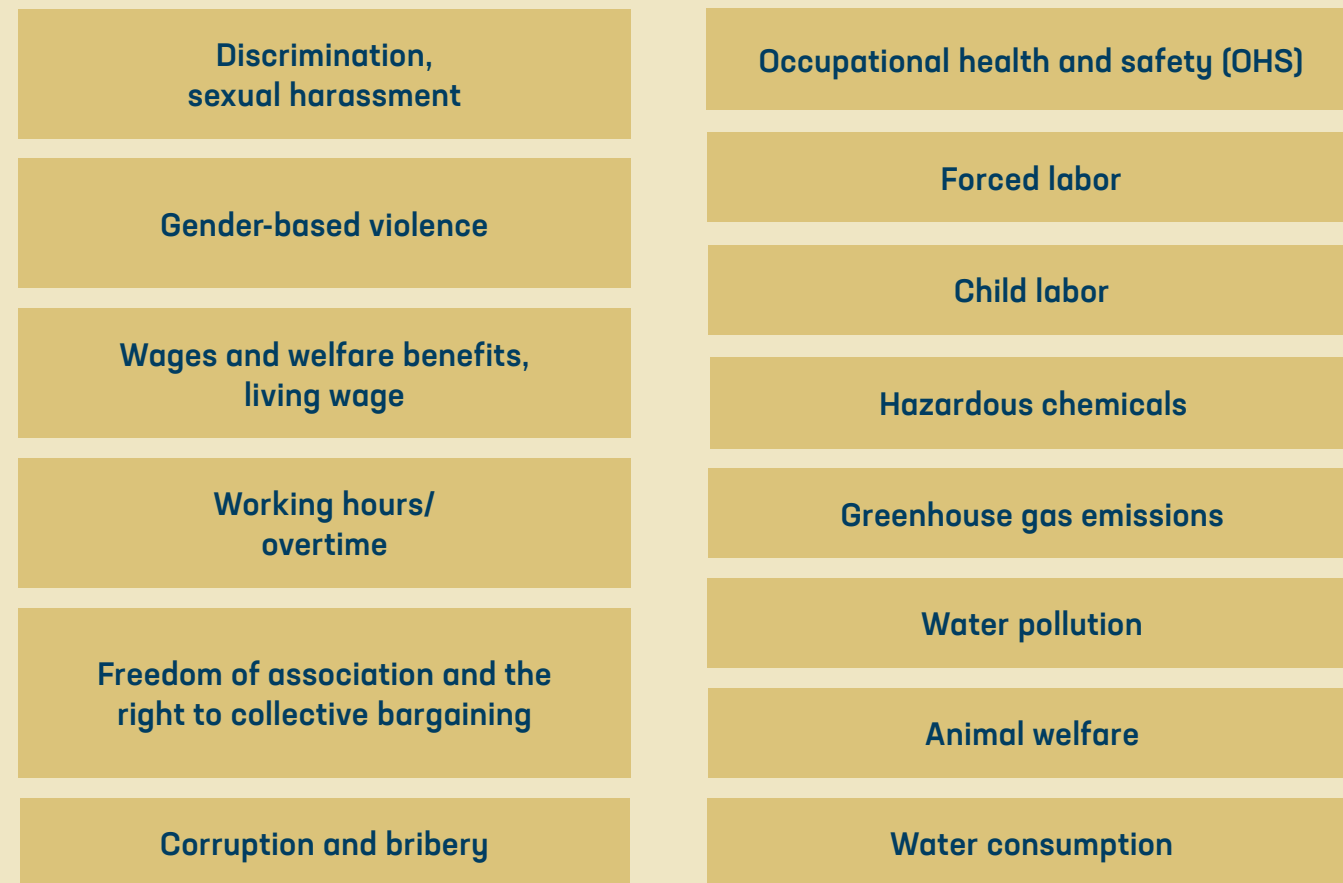 Discrimination,
sexual harassment
Gender-based violence
Wages and welfare benefits,
living wage
Working hours/
overtime
Freedom of association and the
right to collective bargaining
Corruption and bribery
Occupational health and safety (OHS)
Forced labor
Child labor
Hazardous chemicals
Greenhouse gas emissions
Water pollution
Animal welfare
Water consumption